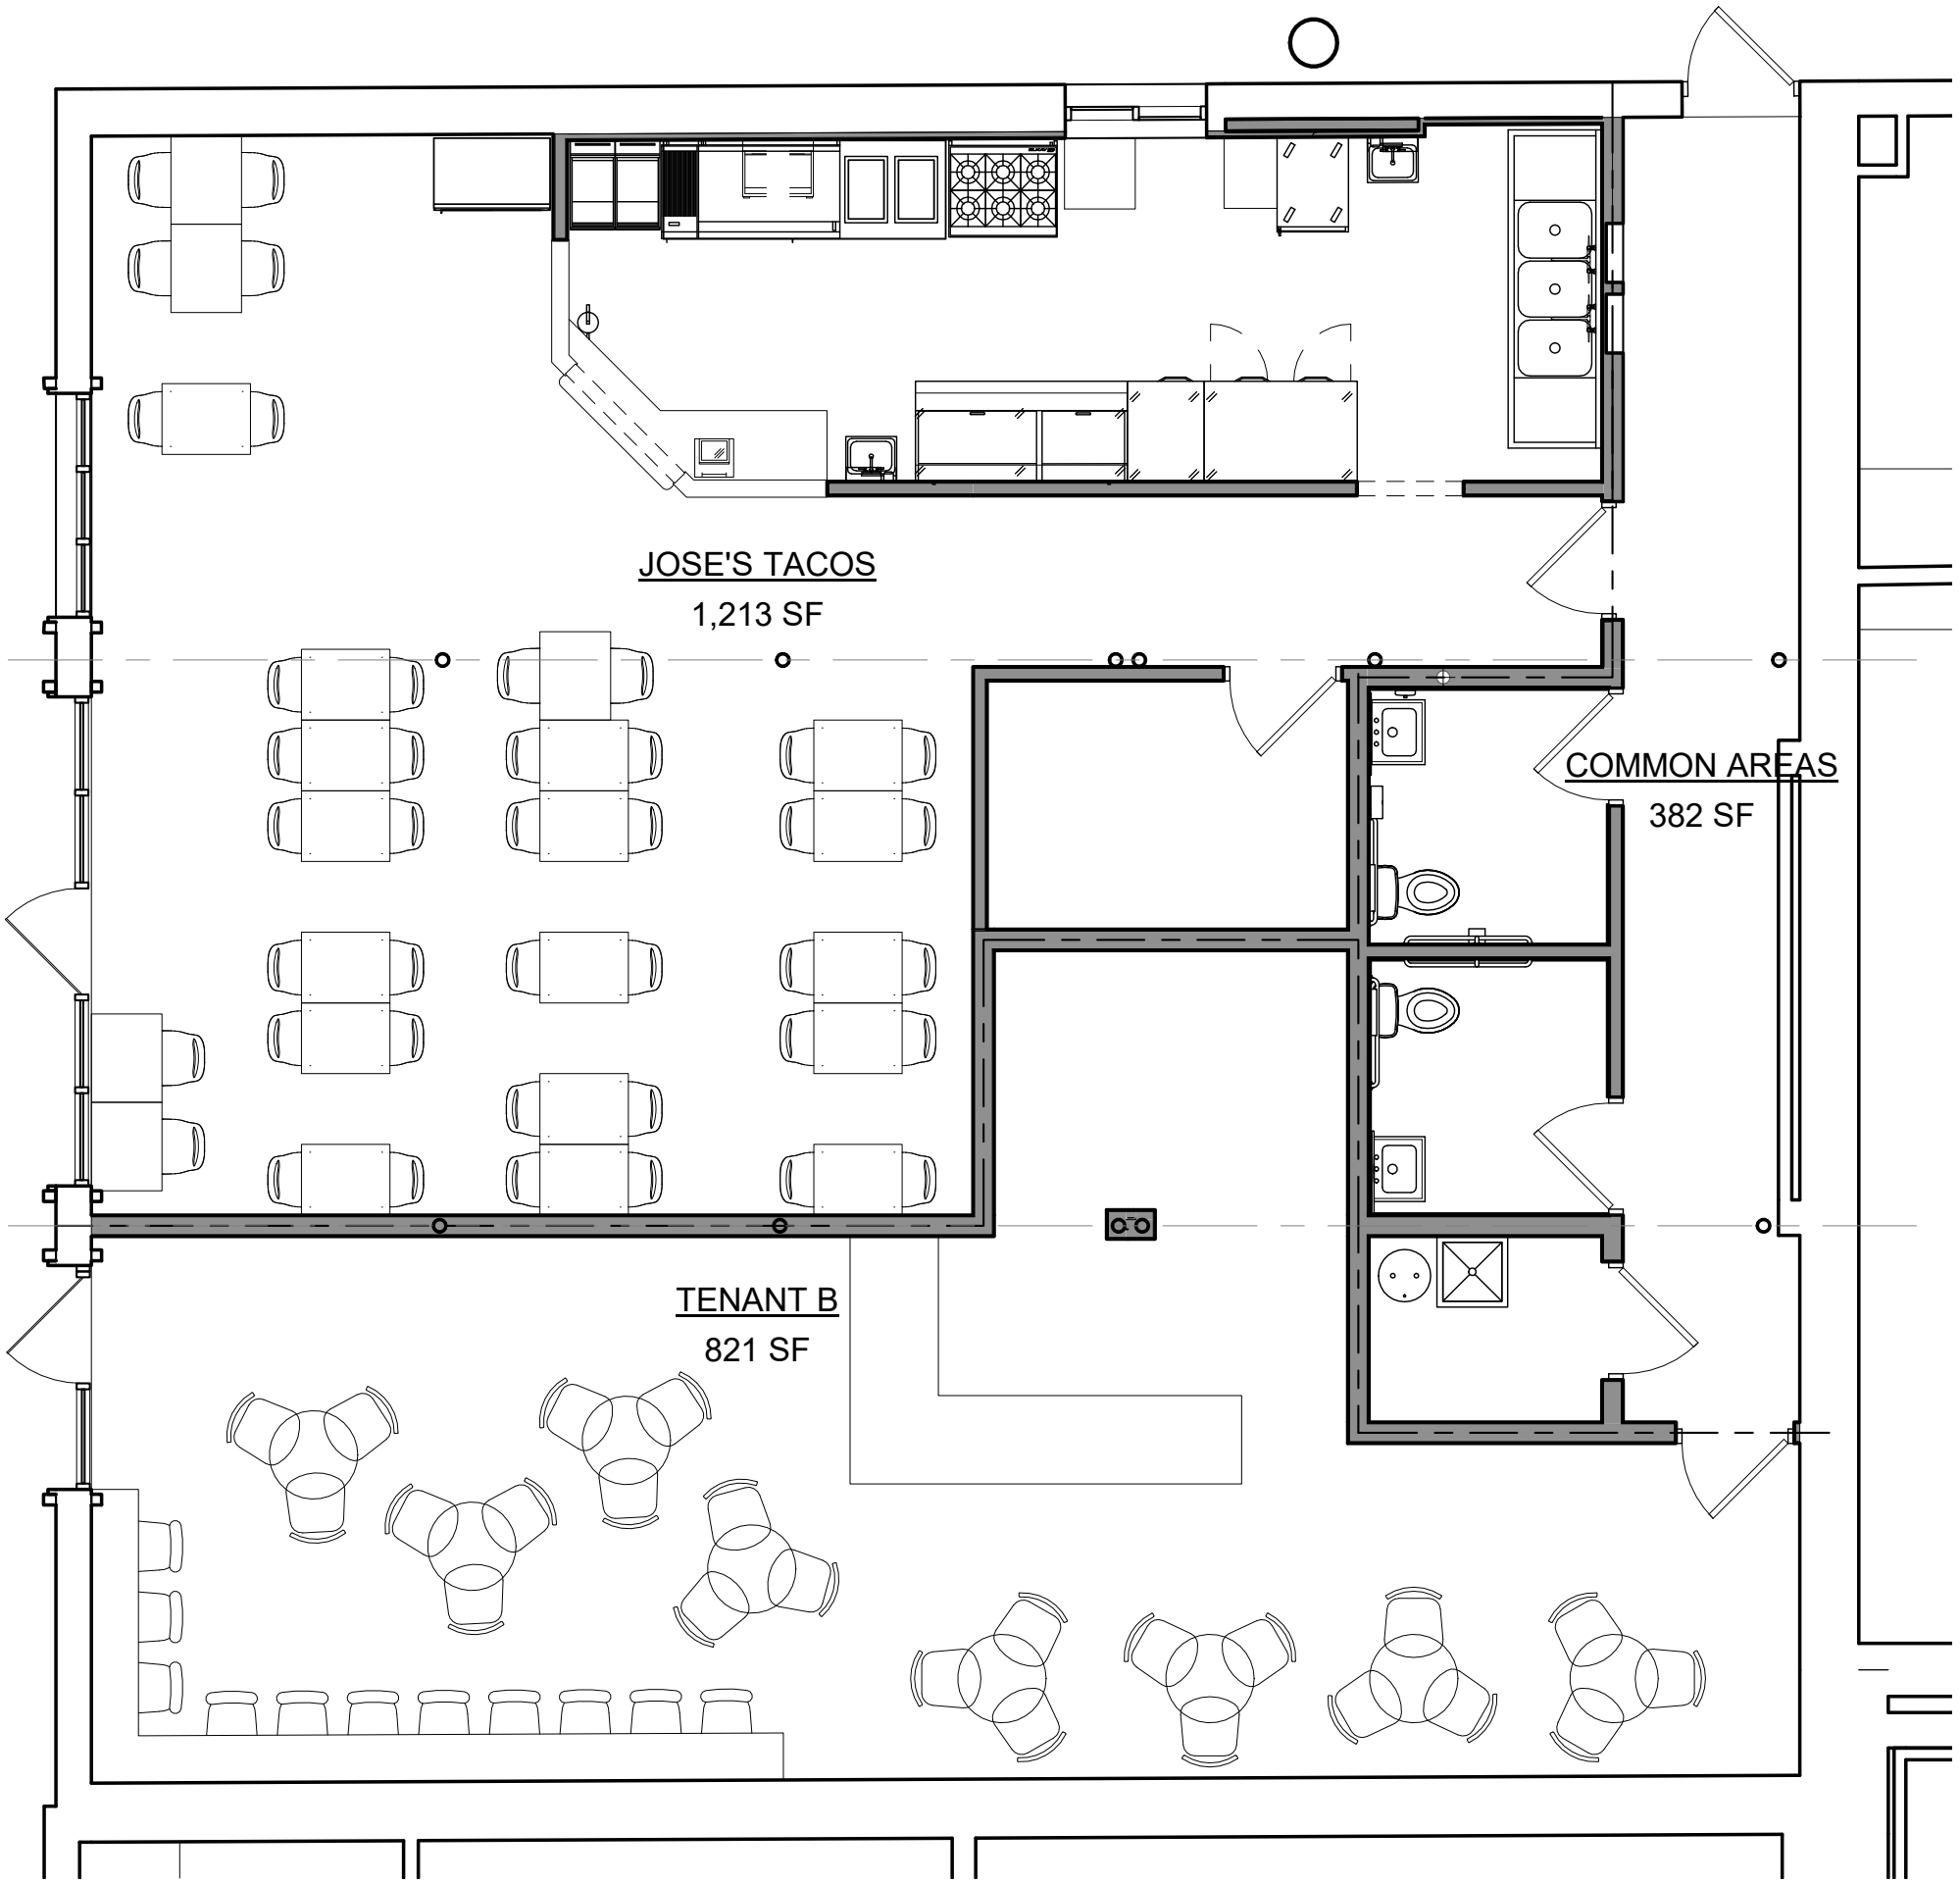 JOSE'S TACOS
1,213 SF
COMMON AREAS
382 SF
TENANT B
821 SF